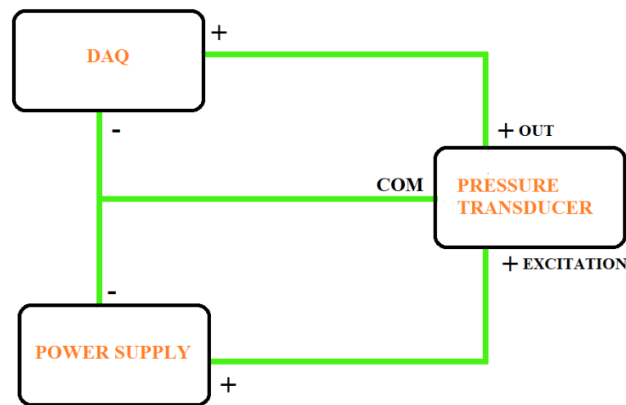 +
DAQ
-
+ OUT
COM
PRESSURE
TRANSDUCER
+ EXCITATION
-
POWER SUPPLY
+